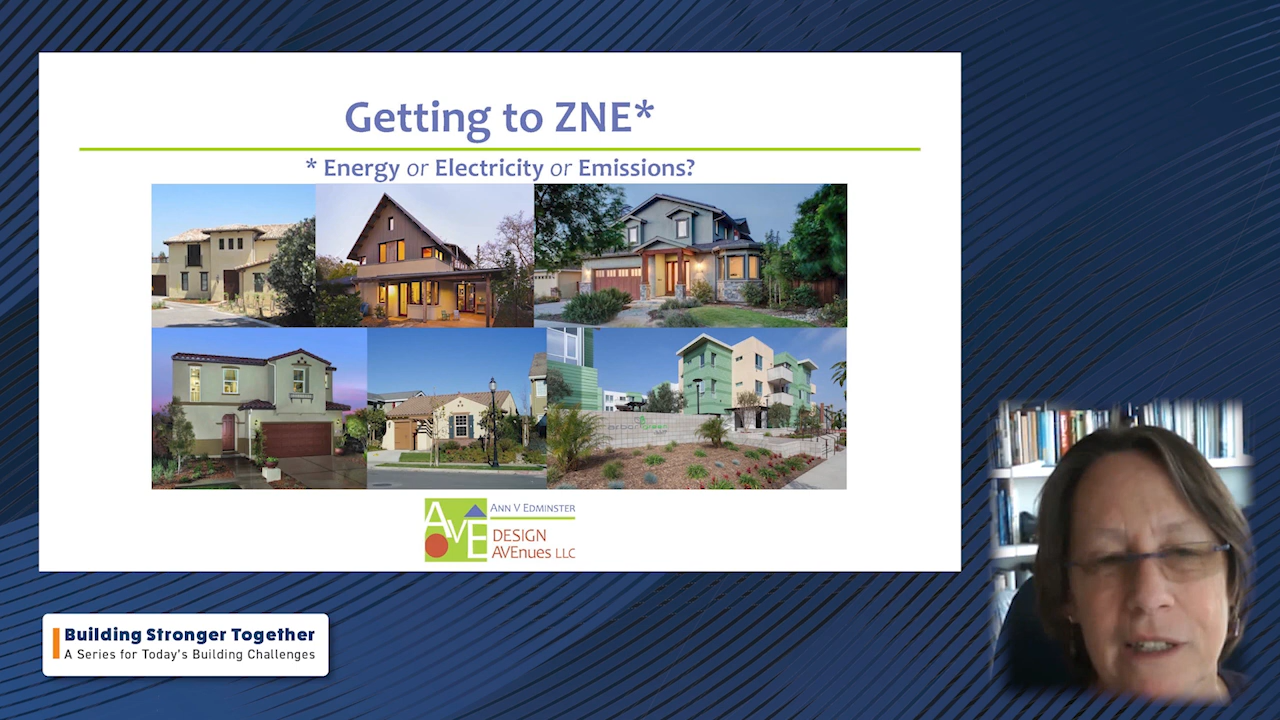 Getting to ZNE*
* Energy or Electricity or Emissions?
AVE
ANN V EDMINSTER
DESIGN
AVEnues LLC
Building Stronger Together
A Series for Today's Building Challenges